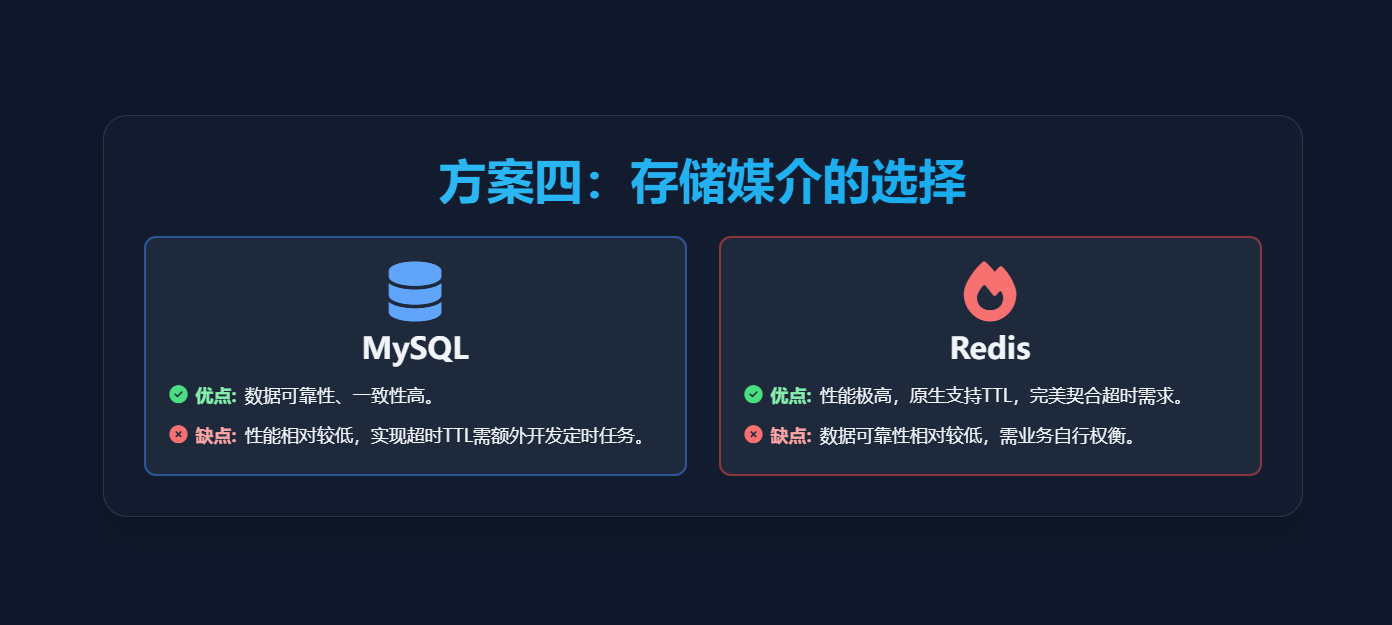 方案四：存储媒介的选择
MySQL
优点: 数据可靠性、一致性高。
缺点: 性能相对较低，实现超时TTL需额外开发定时任务。
Redis
优点: 性能极高，原生支持TTL，完美契合超时需求。
缺点: 数据可靠性相对较低，需业务自行权衡。